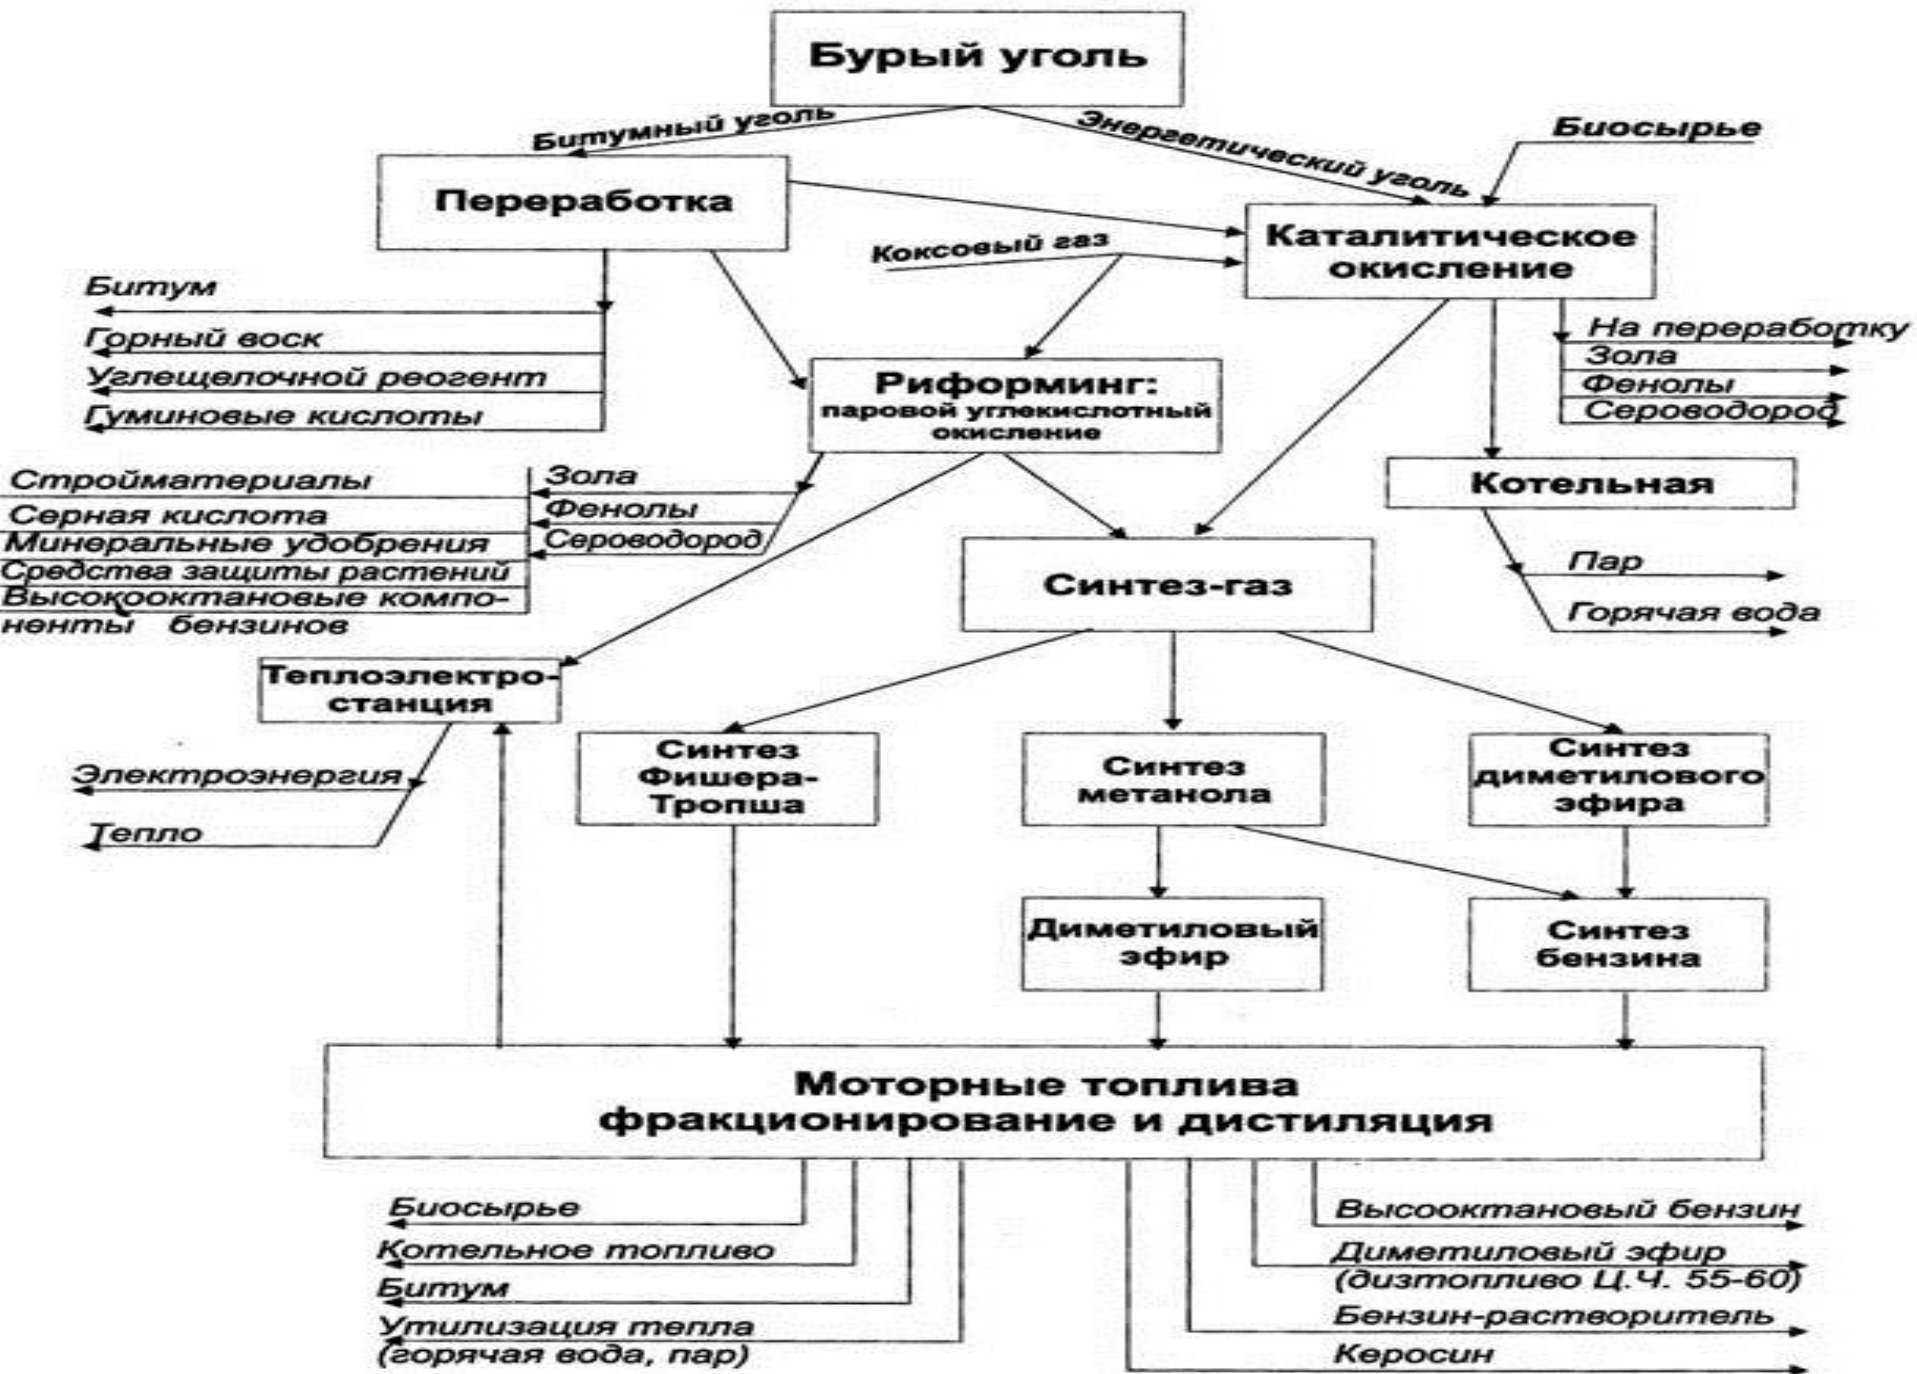 Бурый уголь
Битумный уголь
Энергетический уголь
Биосырье
Переработка
Коксовый газ
Каталитическое
окисление
Битум
Горный воск
Углещелочной реогент
Гуминовые кислоты
Риформинг:
паровой углекислотный
окисление
На переработку
Зола
Фенолы
Сероводород
Котельная
Пар
Горячая вода
Зола
Фенолы
Сероводород
Стройматериалы
Серная кислота
Минеральные удобрения
Средства защиты растений
Высокооктановые компо-
ненты бензинов
Синтез-газ
Теплоэлектро-
станция
Электроэнергия
Тепло
Синтез
Фишера-
Тропша
Синтез
метанола
Синтез
диметилового
эфира
Диметиловый
эфир
Синтез
бензина
Моторные топлива
фракционирование и дистиляция
Биосырье
Котельное топливо
Битум
Утилизация тепла
(горячая вода, пар)
Высооктановый бензин
Диметиловый эфир
(дизтопливо Ц.Ч. 55-60)
Бензин-растворитель
Керосин